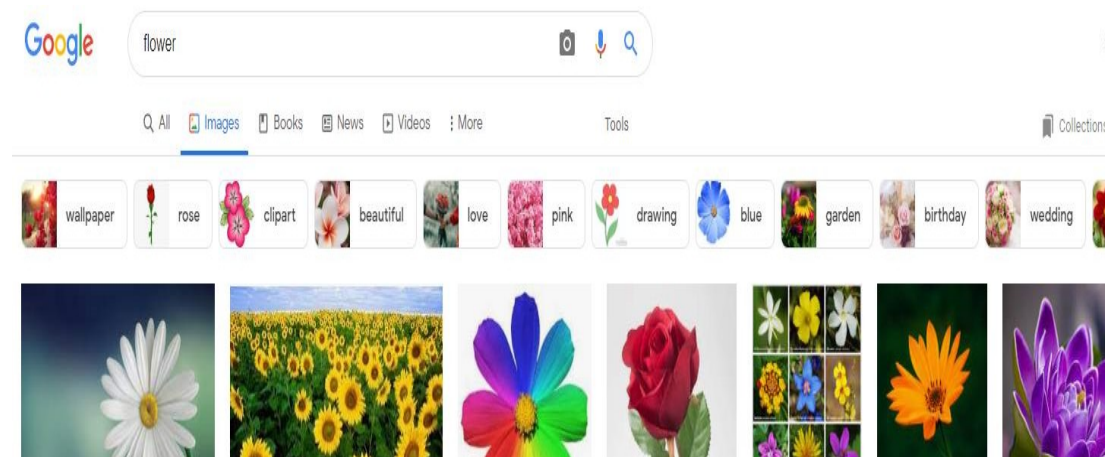 Google
flower
All Images Books News Videos More Tools Collections
wallpaper rose clipart beautiful love pink drawing blue garden birthday wedding